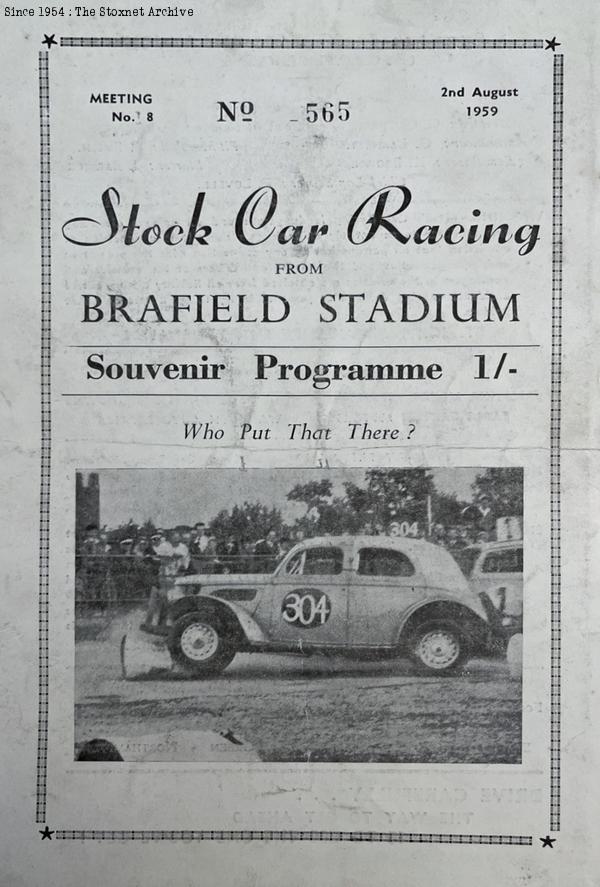 Since 1954 : The Stoxnet Archive
MEETING
No. 8
Nº 565
2nd August
1959
Stock Car Racing
FROM
BRAFIELD STADIUM
Souvenir Programme 1/-
Who Put That There ?
304
304